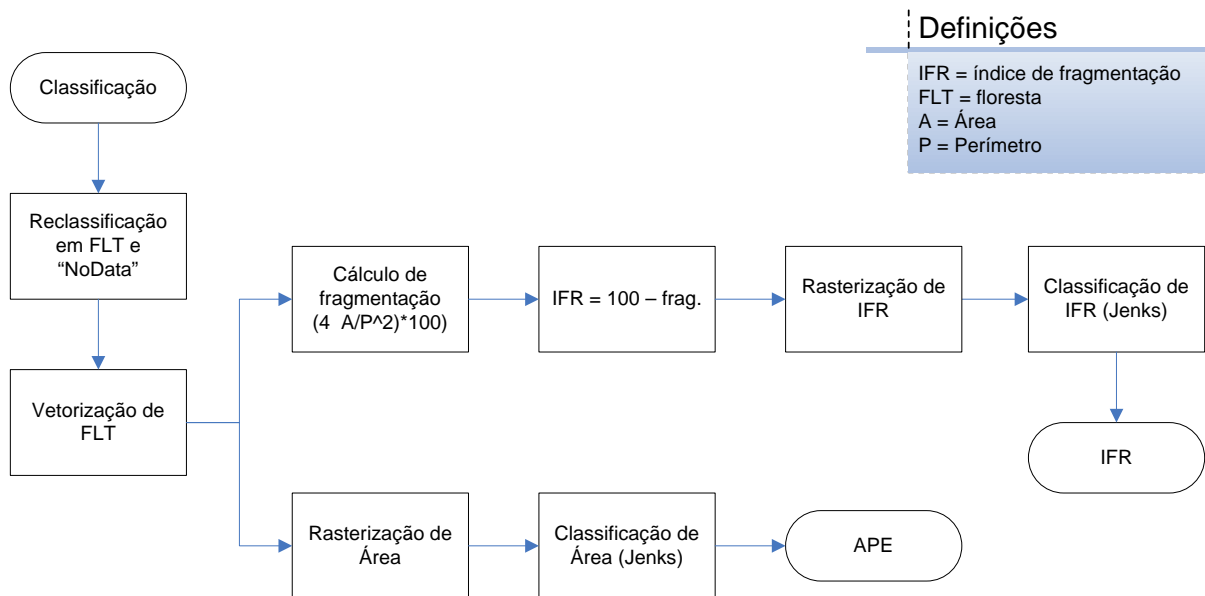 Definições
IFR = índice de fragmentação
FLT = floresta
A = Área
P = Perímetro
Classificação
Reclassificação
em FLT e
“NoData”
Vetorização de
FLT
Cálculo de
fragmentação
(4  A/P^2)*100)
IFR = 100 – frag.
Rasterização de
IFR
Classificação de
IFR (Jenks)
IFR
Rasterização de
Área
Classificação de
Área (Jenks)
APE